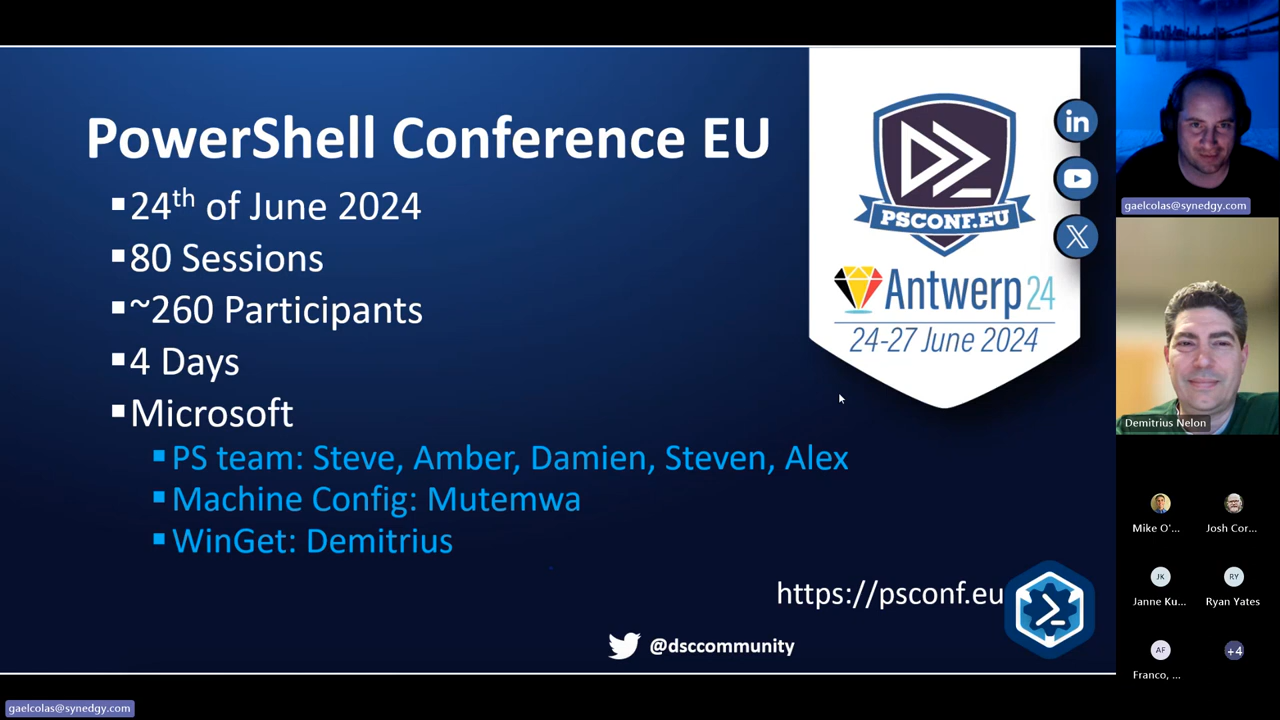 PowerShell Conference EU
▪24th of June 2024
▪80 Sessions
▪~260 Participants
▪4 Days
▪Microsoft
▪PS team: Steve, Amber, Damien, Steven, Alex
▪Machine Config: Mutemwa
▪WinGet: Demitrius
PSCONF.EU
Antwerp24
24-27 June 2024
in
X
https://psconf.eu
@dsccommunity
gaelcolas@synedgy.com
gaelcolas@synedgy.com
Demitrius Nelon
Mike O'...
Josh Cor...
JK
RY
Janne Ku...
Ryan Yates
AF
+4
Franco, ...